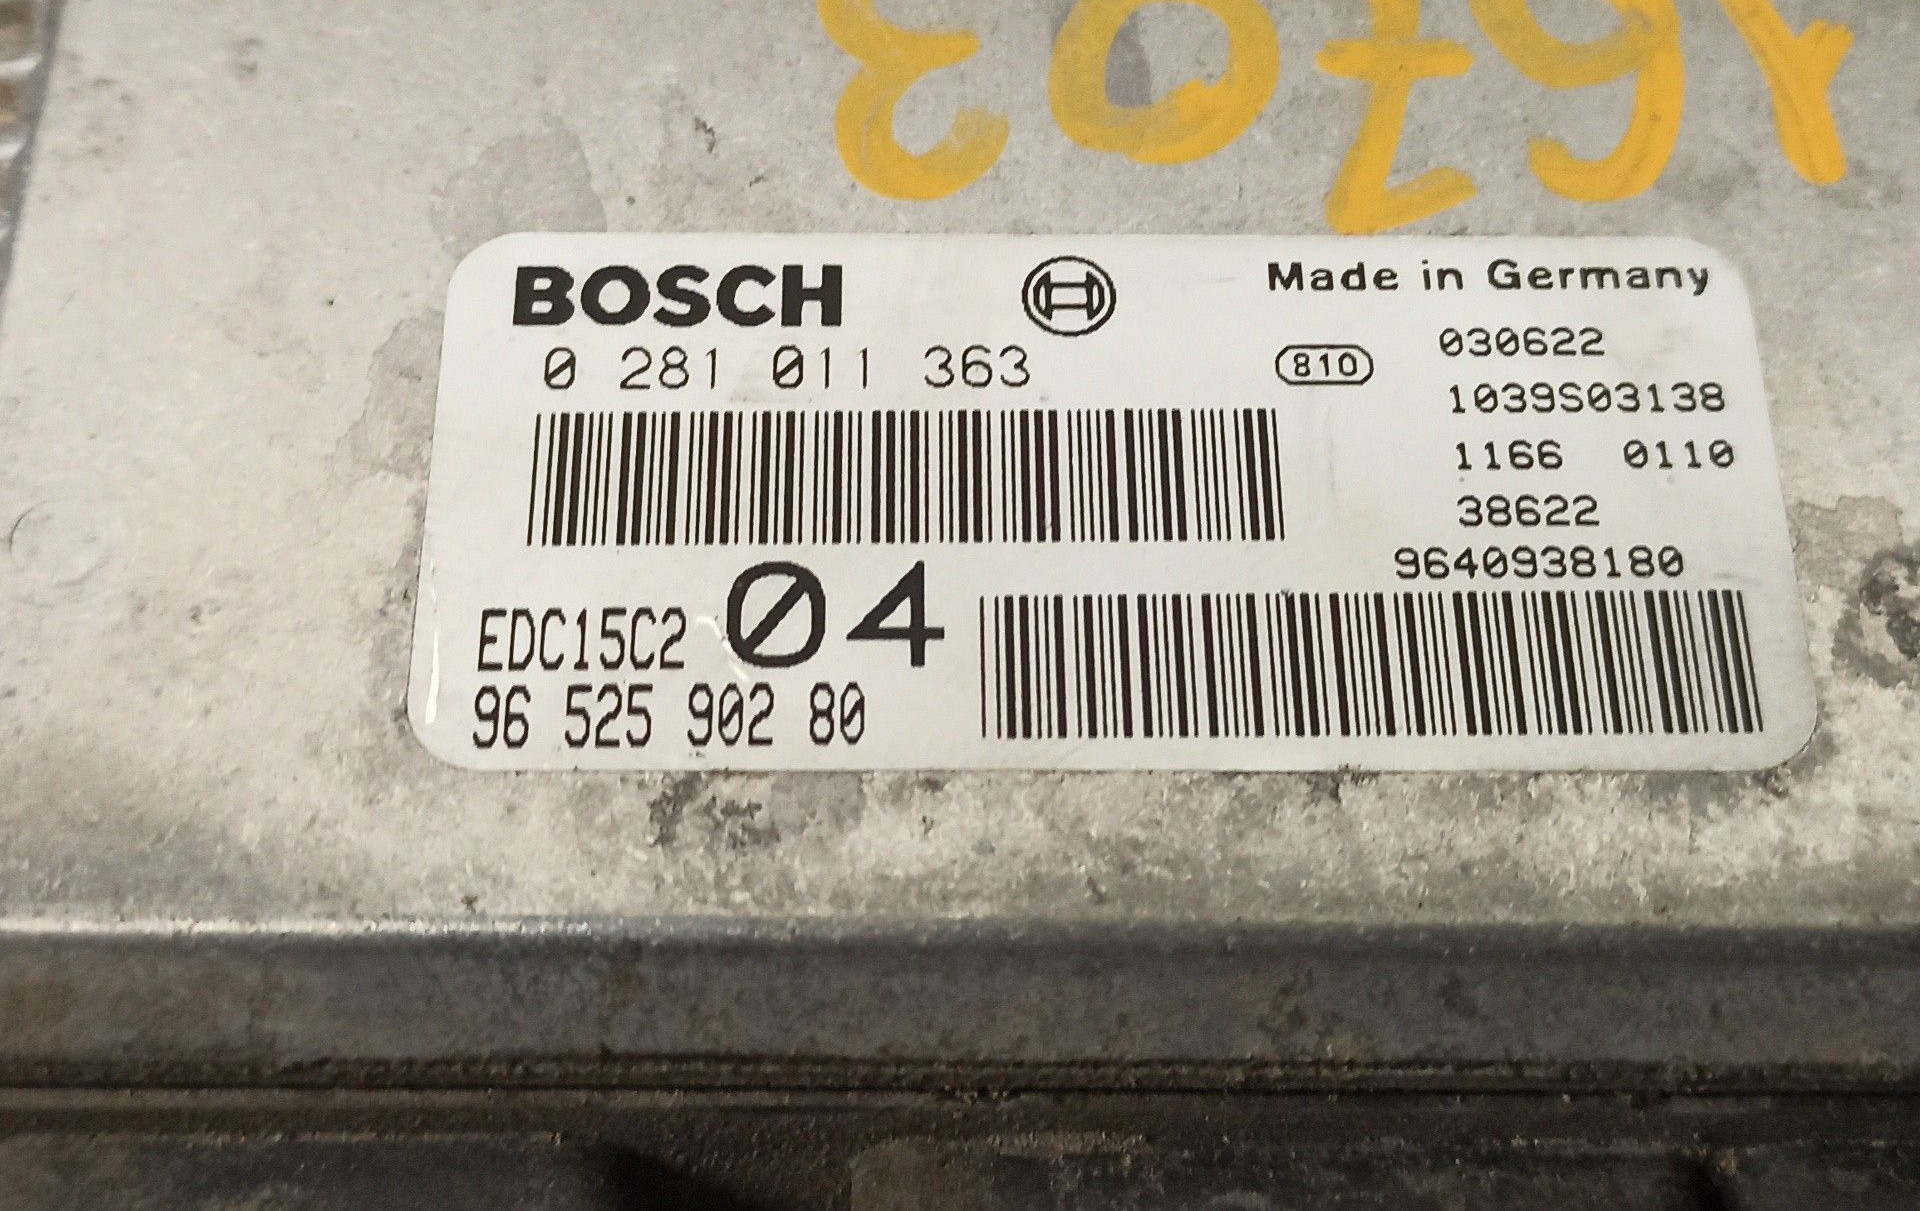 16703
BOSCH
Made in Germany
0 281 011 363
810
030622
1039S03138
1166 0110
38622
9640938180
EDC15C2 04
96 525 902 80